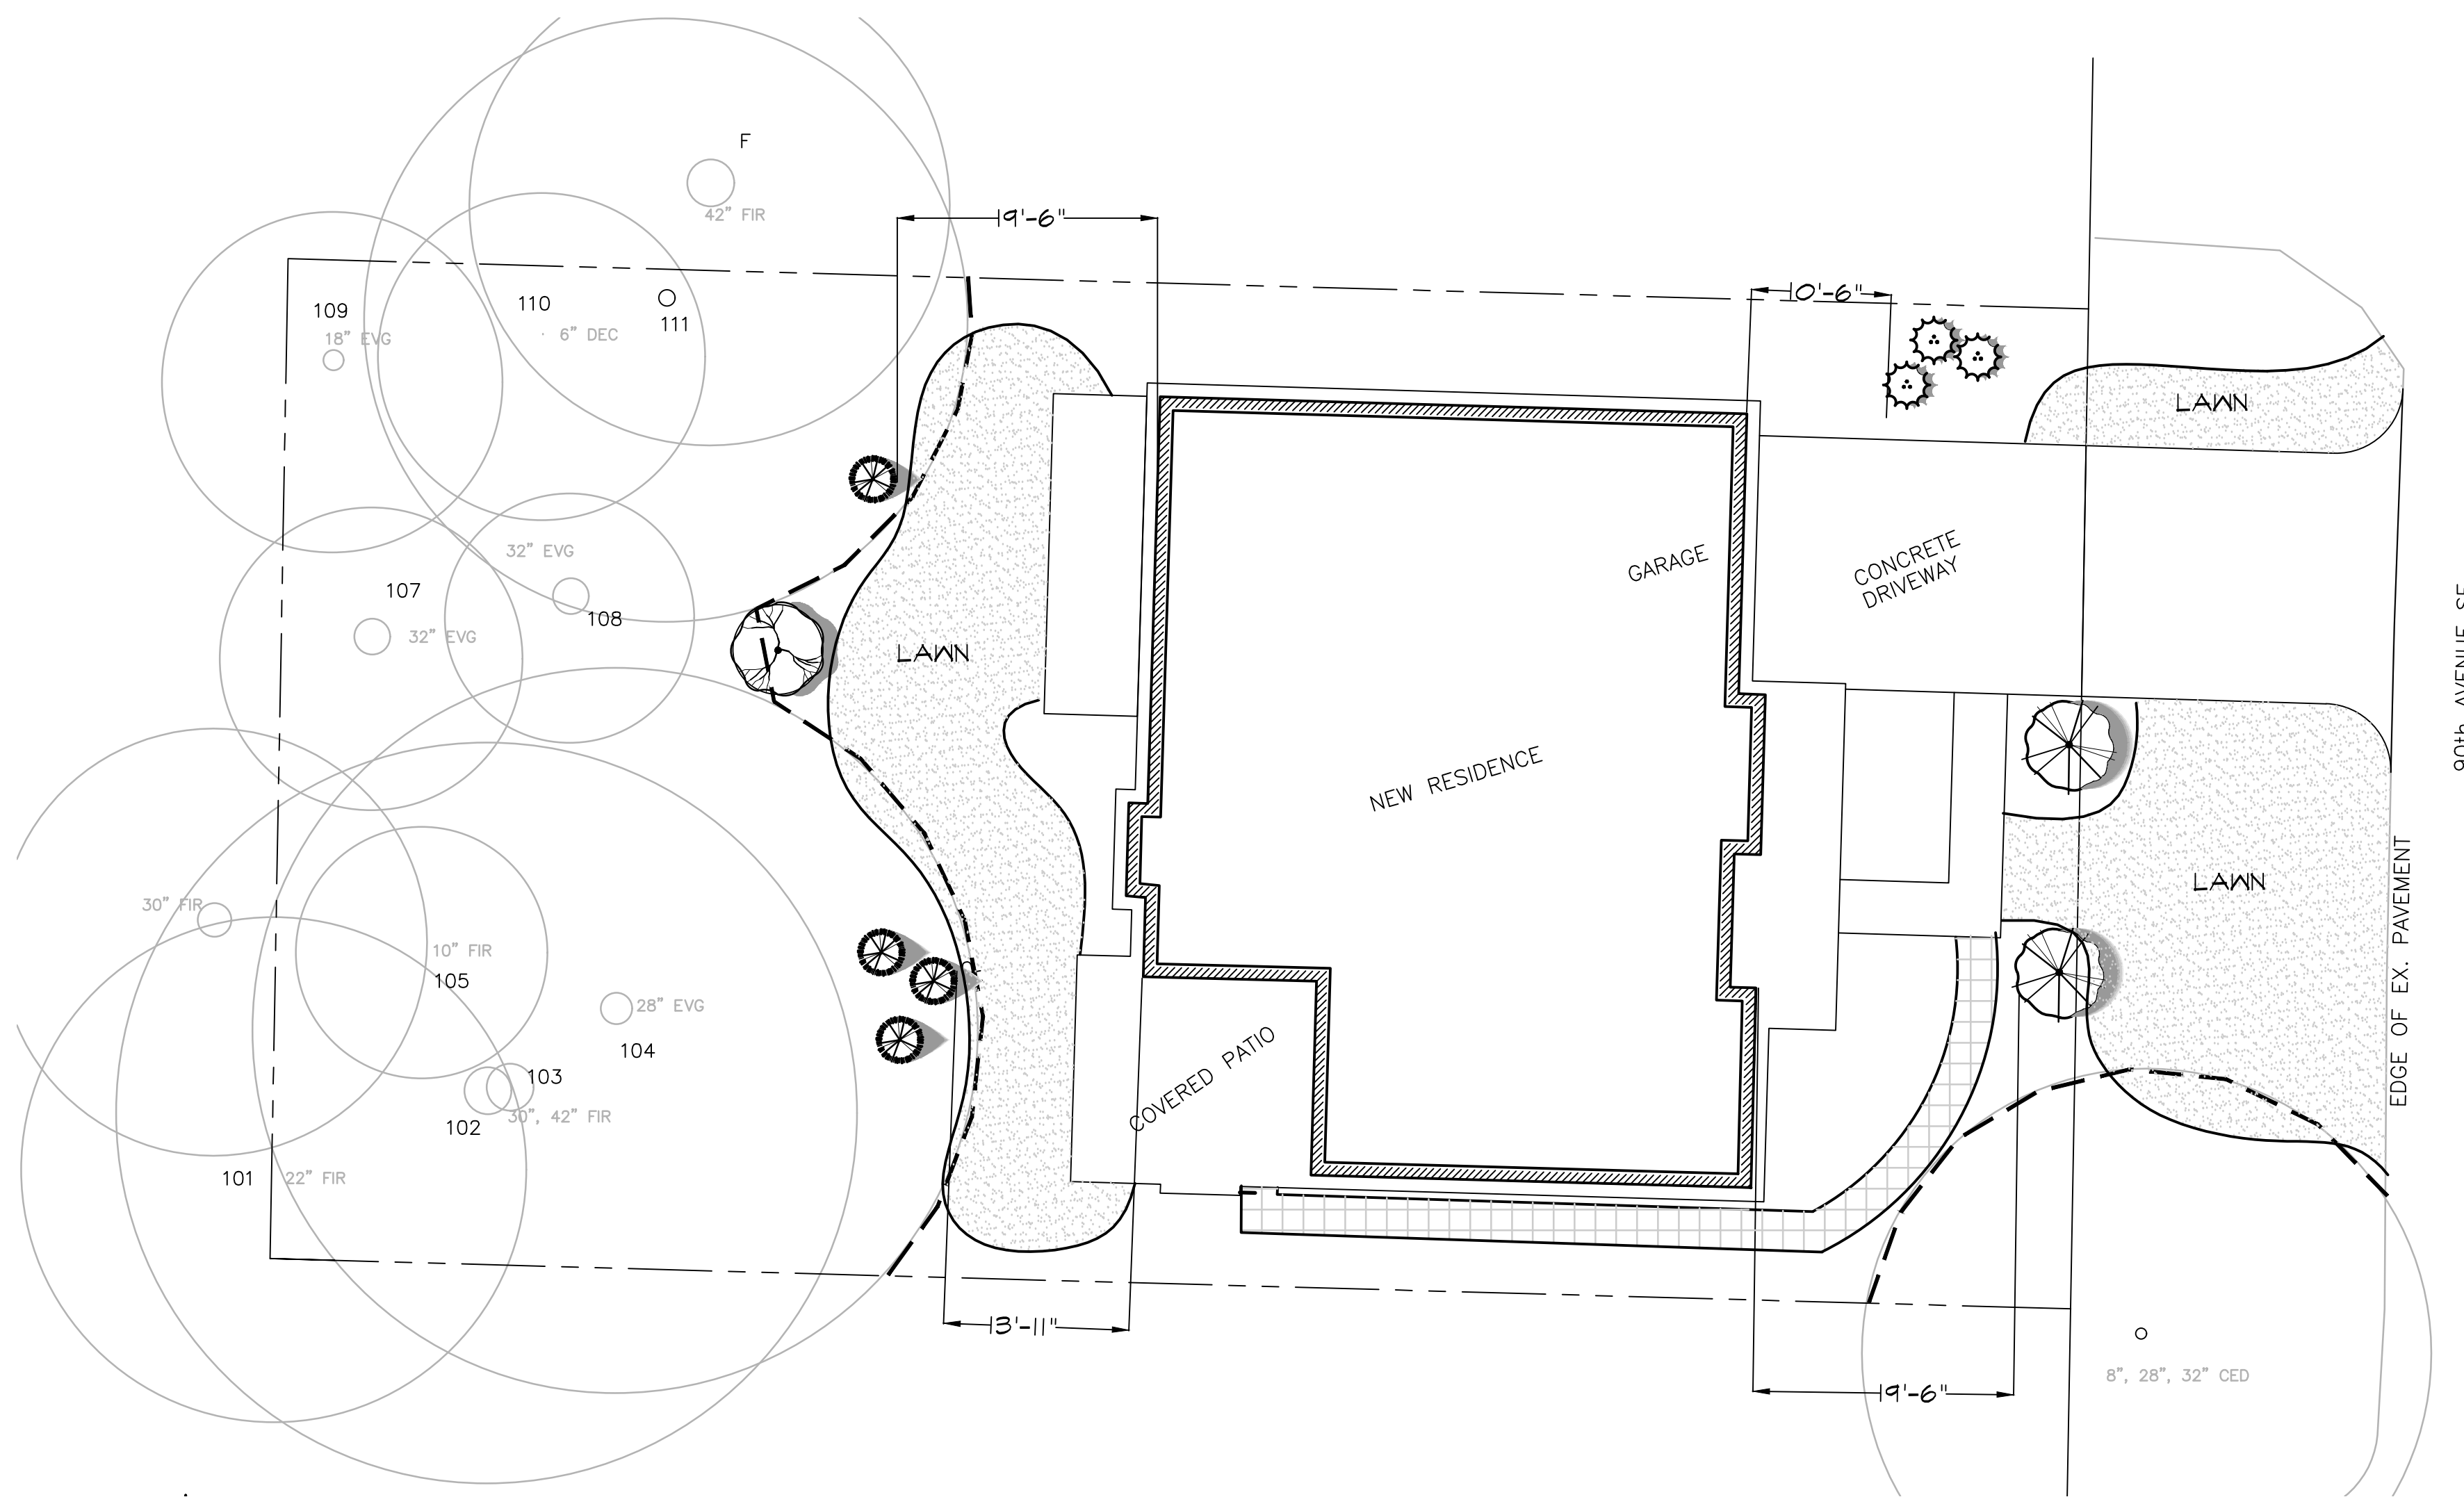 F
42" FIR
19'-6"
10'-6"
109
18" EVG
110
6" DEC
111
LAWN
32" EVG
108
107
32" EVG
LAWN
GARAGE
CONCRETE
DRIVEWAY
90th AVENUE SE
NEW RESIDENCE
LAWN
EDGE OF EX. PAVEMENT
30" FIR
10" FIR
105
28" EVG
104
103
30", 42" FIR
102
101
22" FIR
COVERED PATIO
13'-11"
19'-6"
8", 28", 32" CED